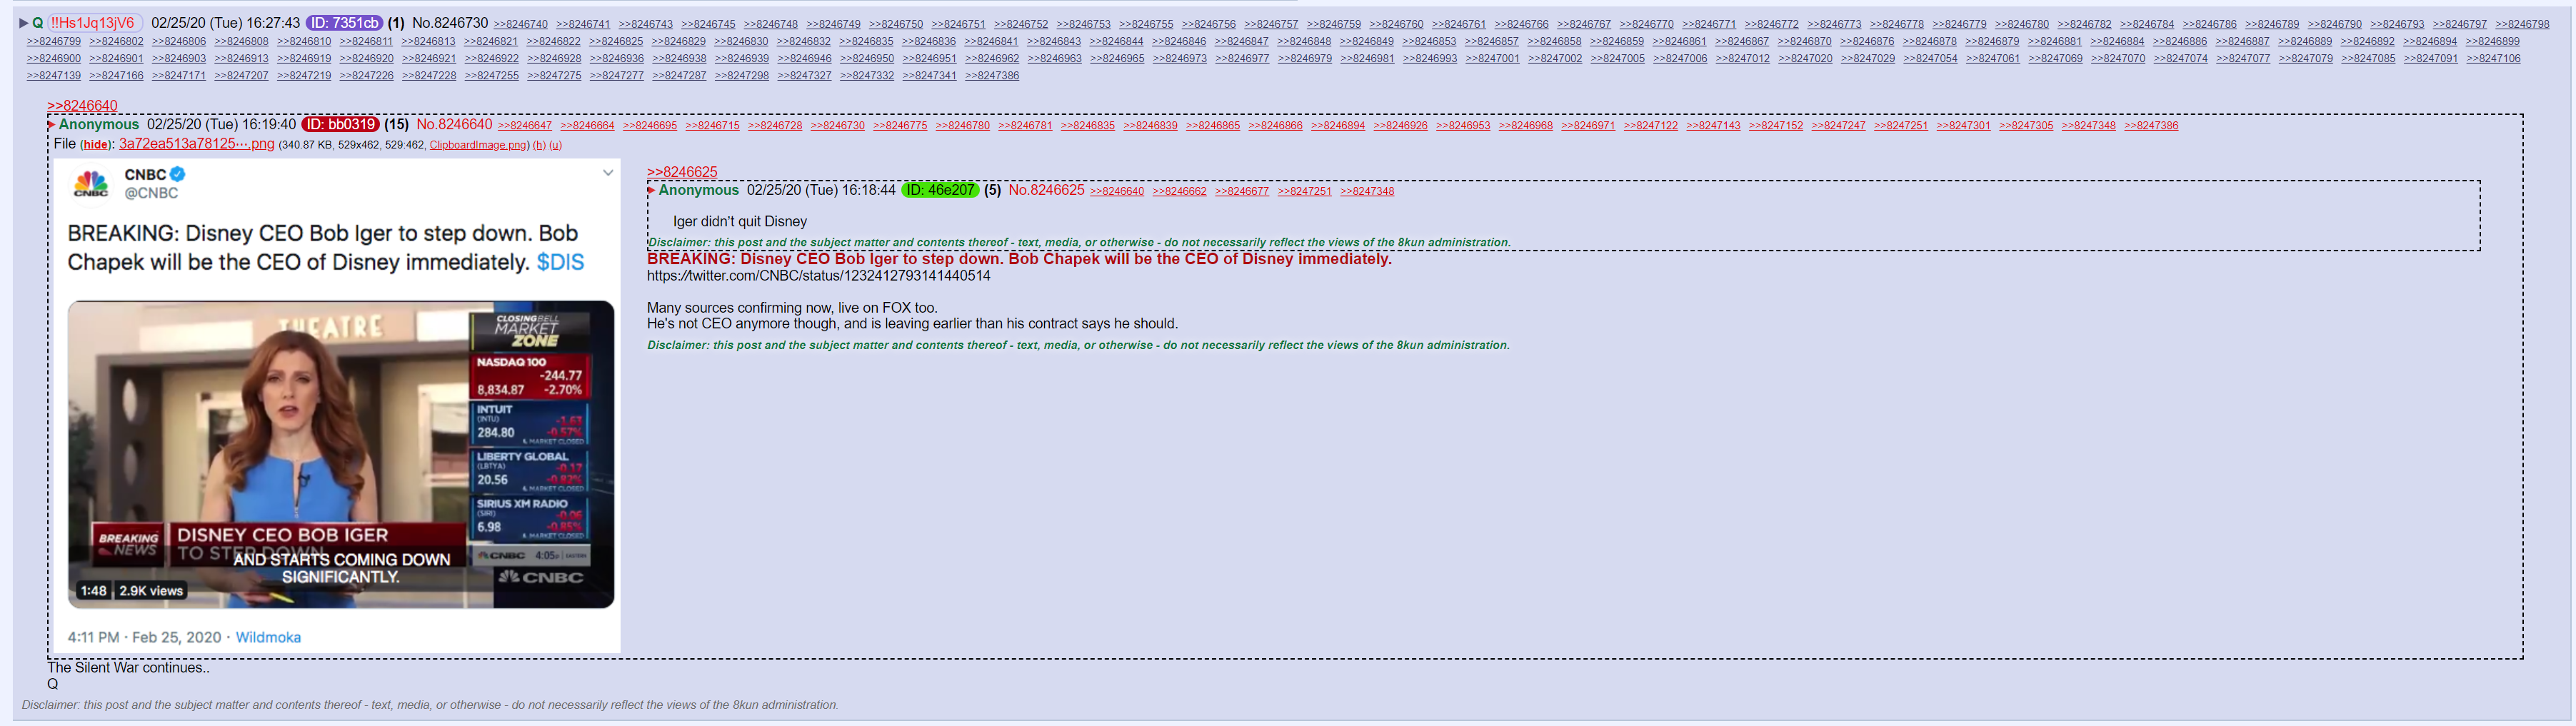 ▶ Q !!Hs1Jq13jV6 02/25/20 (Tue) 16:27:43 ID: 7351cb (1) No.8246730 >>8246740 >>8246741 >>8246743 >>8246745 >>8246748 >>8246749 >>8246750 >>8246751 >>8246752 >>8246753 >>8246755 >>8246756 >>8246757 >>8246759 >>8246760 >>8246761 >>8246766 >>8246767 >>8246770 >>8246771 >>8246772 >>8246773 >>8246778 >>8246779 >>8246780 >>8246782 >>8246784 >>8246786 >>8246789 >>8246790 >>8246793 >>8246797 >>8246798
>>8246799 >>8246802 >>8246806 >>8246808 >>8246810 >>8246811 >>8246813 >>8246821 >>8246822 >>8246825 >>8246829 >>8246830 >>8246832 >>8246835 >>8246836 >>8246841 >>8246843 >>8246844 >>8246846 >>8246847 >>8246848 >>8246849 >>8246853 >>8246857 >>8246858 >>8246859 >>8246861 >>8246867 >>8246870 >>8246876 >>8246878 >>8246879 >>8246881 >>8246884 >>8246886 >>8246887 >>8246889 >>8246892 >>8246894 >>8246899
>>8246900 >>8246901 >>8246903 >>8246913 >>8246919 >>8246920 >>8246921 >>8246922 >>8246928 >>8246936 >>8246938 >>8246939 >>8246946 >>8246950 >>8246951 >>8246962 >>8246963 >>8246965 >>8246973 >>8246977 >>8246979 >>8246981 >>8246993 >>8247001 >>8247002 >>8247005 >>8247006 >>8247012 >>8247020 >>8247029 >>8247054 >>8247061 >>8247069 >>8247070 >>8247074 >>8247077 >>8247079 >>8247085 >>8247091 >>8247106
>>8247139 >>8247166 >>8247171 >>8247207 >>8247219 >>8247226 >>8247228 >>8247255 >>8247275 >>8247277 >>8247287 >>8247298 >>8247327 >>8247332 >>8247341 >>8247386
>>8246640
▶ Anonymous 02/25/20 (Tue) 16:19:40 ID: bb0319 (15) No.8246640 >>8246647 >>8246664 >>8246695 >>8246715 >>8246728 >>8246730 >>8246775 >>8246780 >>8246781 >>8246835 >>8246839 >>8246865 >>8246866 >>8246894 >>8246926 >>8246953 >>8246968 >>8246971 >>8247122 >>8247143 >>8247152 >>8247247 >>8247251 >>8247301 >>8247305 >>8247348 >>8247386
File (hide): 3a72ea513a78125⋯.png (340.87 KB, 529x462, 529:462, ClipboardImage.png) (h) (u)
CNBC
@CNBC
BREAKING: Disney CEO Bob Iger to step down. Bob
Chapek will be the CEO of Disney immediately. $DIS
THEATRE
CLOSING BELL
MARKET
ZONE
NASDAQ 100
-244.77
8,834.87 -2.70%
INTUIT
(INTU) -1.63
284.80 -0.57%
MARKET CLOSED
LIBERTY GLOBAL
(LBTYA) -0.17
20.56 -0.82%
MARKET CLOSED
SIRIUS XM RADIO
(SIRI) -0.06
6.98 -0.85%
MARKET CLOSED
CNBC 4:05p EASTERN
CNBC
BREAKING NEWS
DISNEY CEO BOB IGER
TO STEP DOWN
AND STARTS COMING DOWN
SIGNIFICANTLY.
1:48 2.9K views
4:11 PM · Feb 25, 2020 · Wildmoka
>>8246625
▶ Anonymous 02/25/20 (Tue) 16:18:44 ID: 46e207 (5) No.8246625 >>8246640 >>8246662 >>8246677 >>8247251 >>8247348
Iger didn't quit Disney
Disclaimer: this post and the subject matter and contents thereof - text, media, or otherwise - do not necessarily reflect the views of the 8kun administration.
BREAKING: Disney CEO Bob Iger to step down. Bob Chapek will be the CEO of Disney immediately.
https://twitter.com/CNBC/status/1232412793141440514
Many sources confirming now, live on FOX too.
He's not CEO anymore though, and is leaving earlier than his contract says he should.
Disclaimer: this post and the subject matter and contents thereof - text, media, or otherwise - do not necessarily reflect the views of the 8kun administration.
The Silent War continues..
Q
Disclaimer: this post and the subject matter and contents thereof - text, media, or otherwise - do not necessarily reflect the views of the 8kun administration.